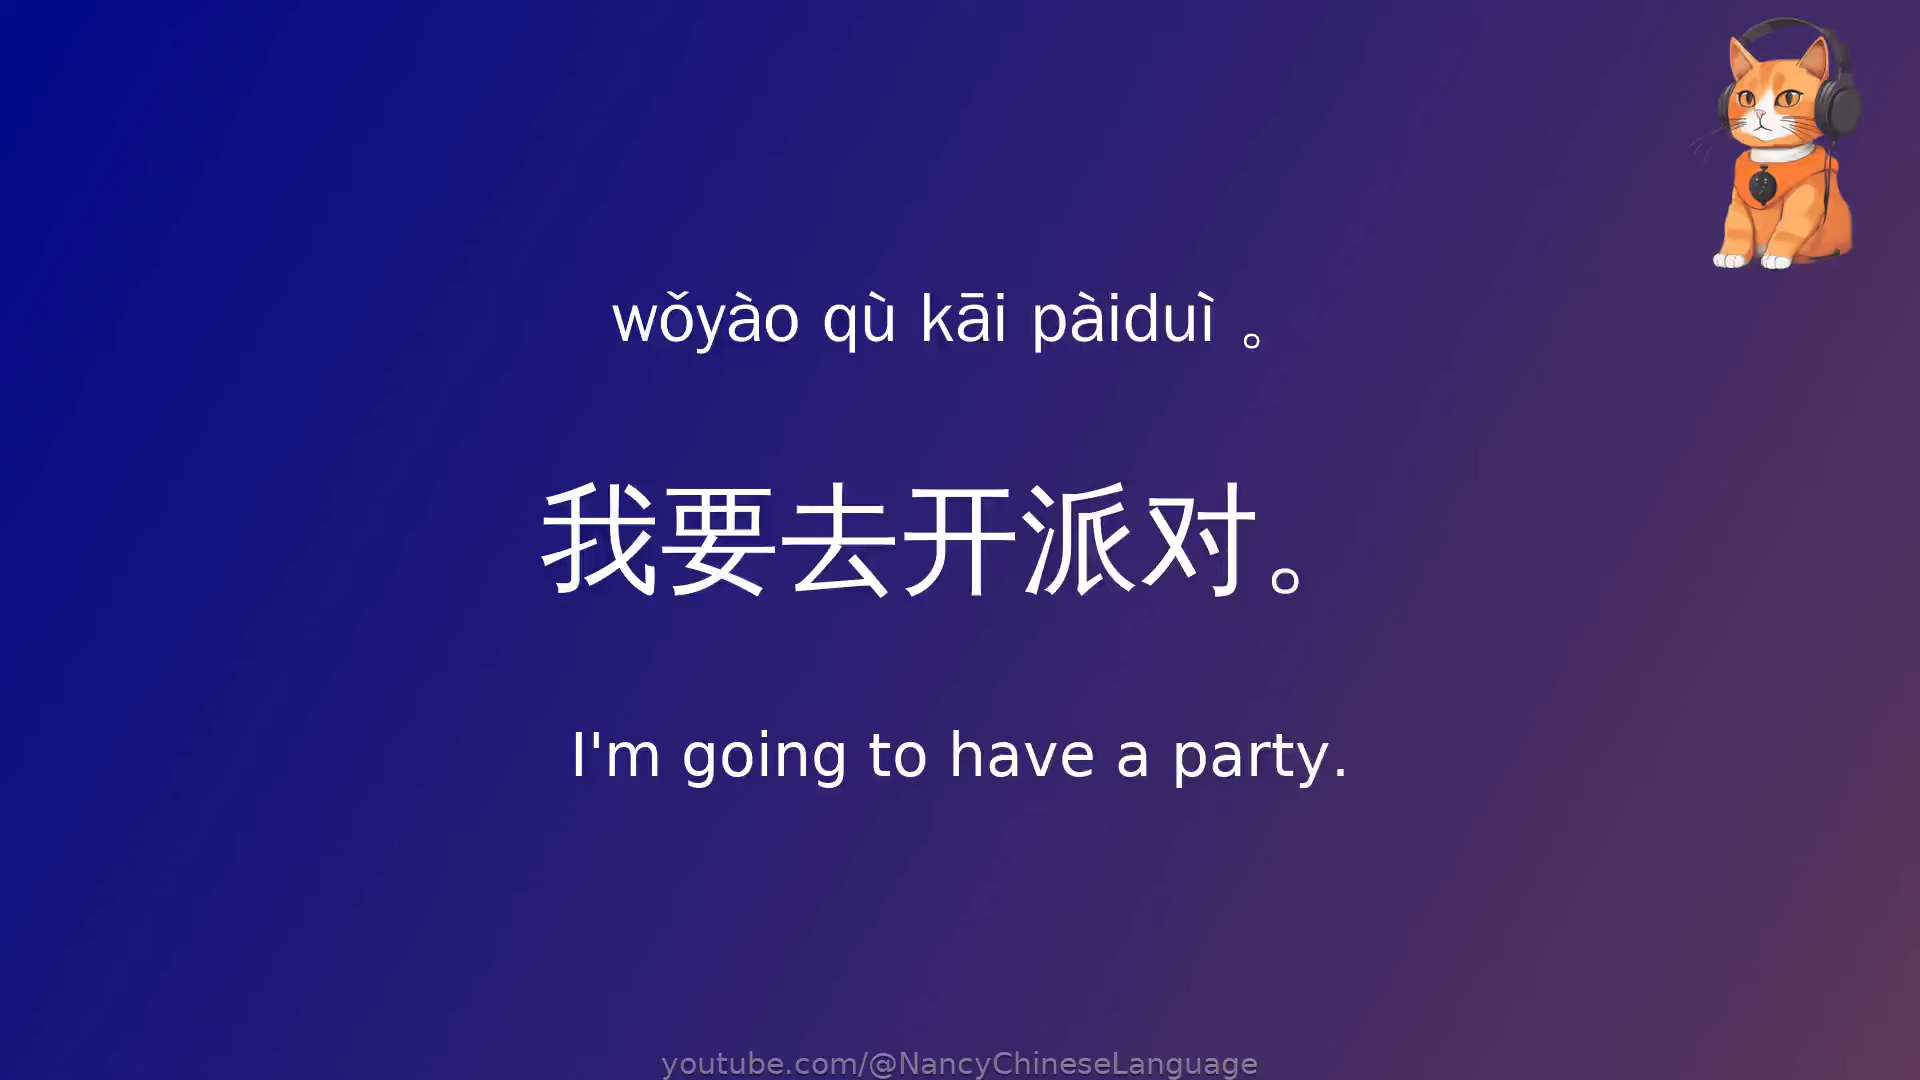 wǒyào qù kāi pàiduì 。
我要去开派对。
I'm going to have a party.
youtube.com/@NancyChineseLanguage